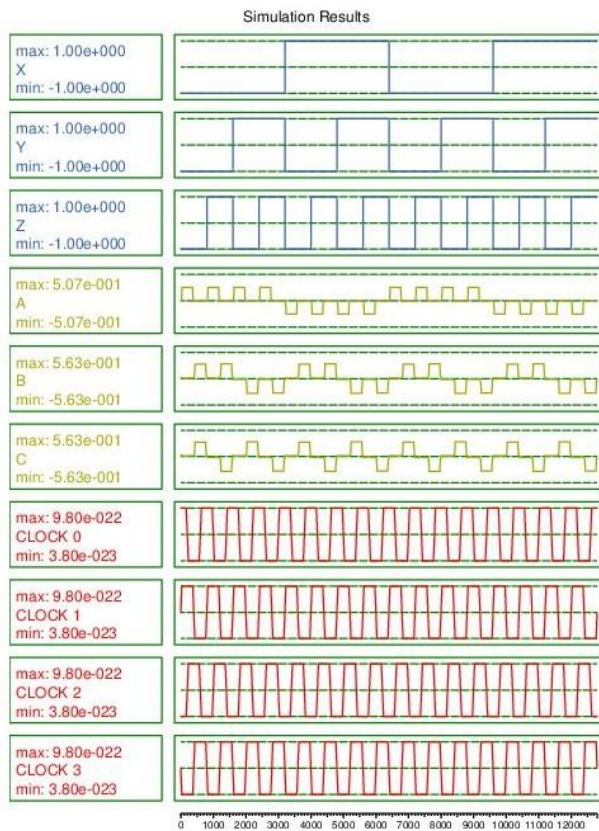 Simulation Results
max: 1.00e+000
X
min: -1.00e+000
max: 1.00e+000
Y
min: -1.00e+000
max: 1.00e+000
Z
min: -1.00e+000
max: 5.07e-001
A
min: -5.07e-001
max: 5.63e-001
B
min: -5.63e-001
max: 5.63e-001
C
min: -5.63e-001
max: 9.80e-022
CLOCK 0
min: 3.80e-023
max: 9.80e-022
CLOCK 1
min: 3.80e-023
max: 9.80e-022
CLOCK 2
min: 3.80e-023
max: 9.80e-022
CLOCK 3
min: 3.80e-023
0 1000 2000 3000 4000 5000 6000 7000 8000 9000 10000 11000 12000